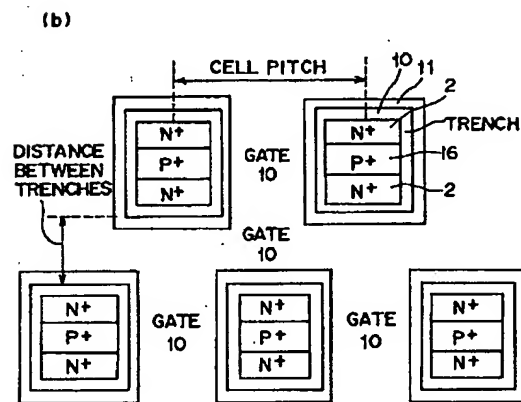 (b)
CELL PITCH
10
11
2
N+
N+
TRENCH
DISTANCE
BETWEEN
TRENCHES
P+
GATE
10
P+
16
N+
N+
2
GATE
10
N+
N+
N+
P+
GATE
10
P+
GATE
10
P+
N+
N+
N+